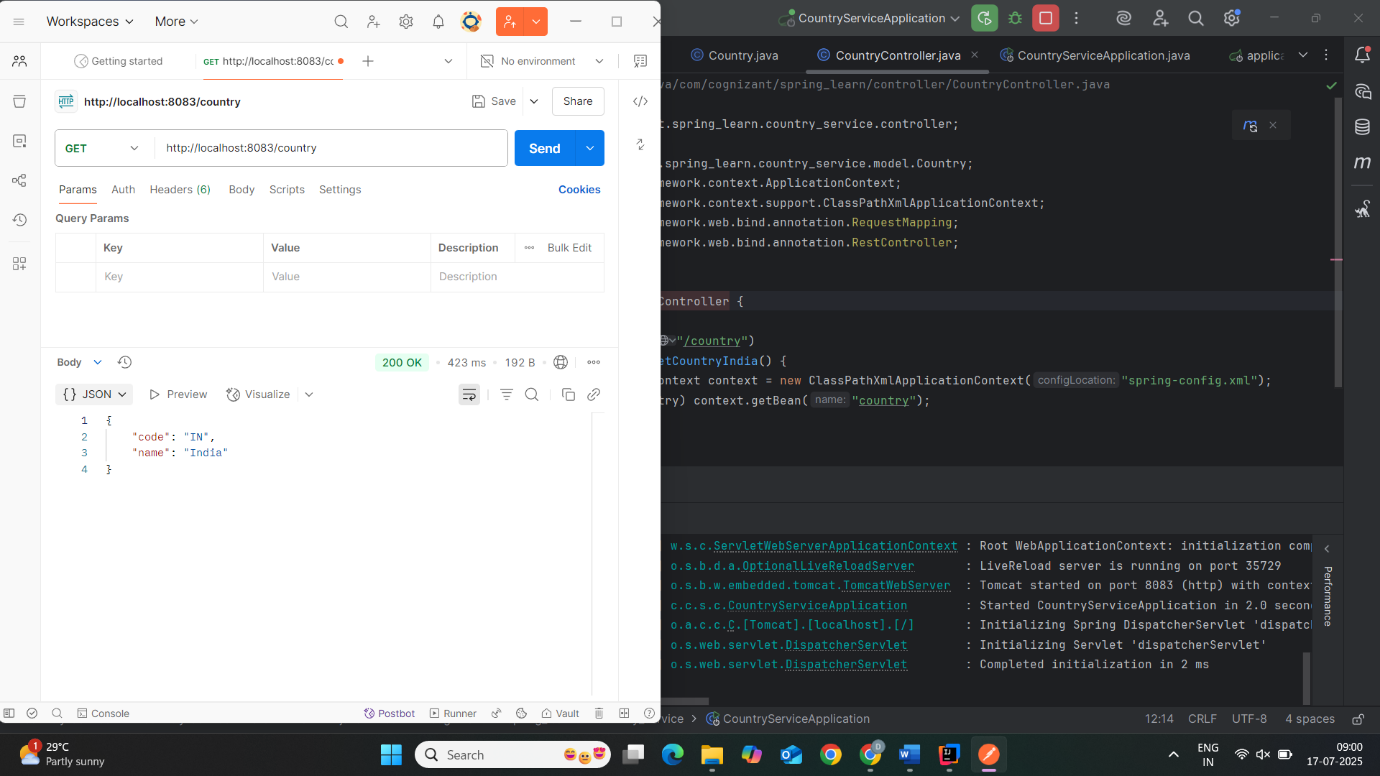 Workspaces More
Getting started GET http://localhost:8083/cc No environment
HTTP http://localhost:8083/country Save Share
GET http://localhost:8083/country Send
Params Auth Headers (6) Body Scripts Settings Cookies
Query Params
Key Value Description Bulk Edit
Key Value Description
Body 200 OK 423 ms 192 B
{} JSON Preview Visualize
1 {
2 "code": "IN",
3 "name": "India"
4 }
Console Postbot Runner Vault
CountryServiceApplication
Country.java CountryController.java CountryServiceApplication.java applica
va/com/cognizant/spring_learn/controller/CountryController.java
t.spring_learn.country_service.controller;
.spring_learn.country_service.model.Country;
mework.context.ApplicationContext;
mework.context.support.ClassPathXmlApplicationContext;
mework.web.bind.annotation.RequestMapping;
mework.web.bind.annotation.RestController;
Controller {
"/country")
etCountryIndia() {
ontext context = new ClassPathXmlApplicationContext( configLocation: "spring-config.xml");
try) context.getBean( name: "country");
w.s.c.ServletWebServerApplicationContext : Root WebApplicationContext: initialization com
o.s.b.d.a.OptionalLiveReloadServer : LiveReload server is running on port 35729
o.s.b.w.embedded.tomcat.TomcatWebServer : Tomcat started on port 8083 (http) with context
c.c.s.c.CountryServiceApplication : Started CountryServiceApplication in 2.0 secon
o.a.c.c.C.[Tomcat].[localhost].[/] : Initializing Spring DispatcherServlet 'dispatc
o.s.web.servlet.DispatcherServlet : Initializing Servlet 'dispatcherServlet'
o.s.web.servlet.DispatcherServlet : Completed initialization in 2 ms
Performance
vice CountryServiceApplication 12:14 CRLF UTF-8 4 spaces
1 29°C
Partly sunny
Search
ENG
IN
09:00
17-07-2025